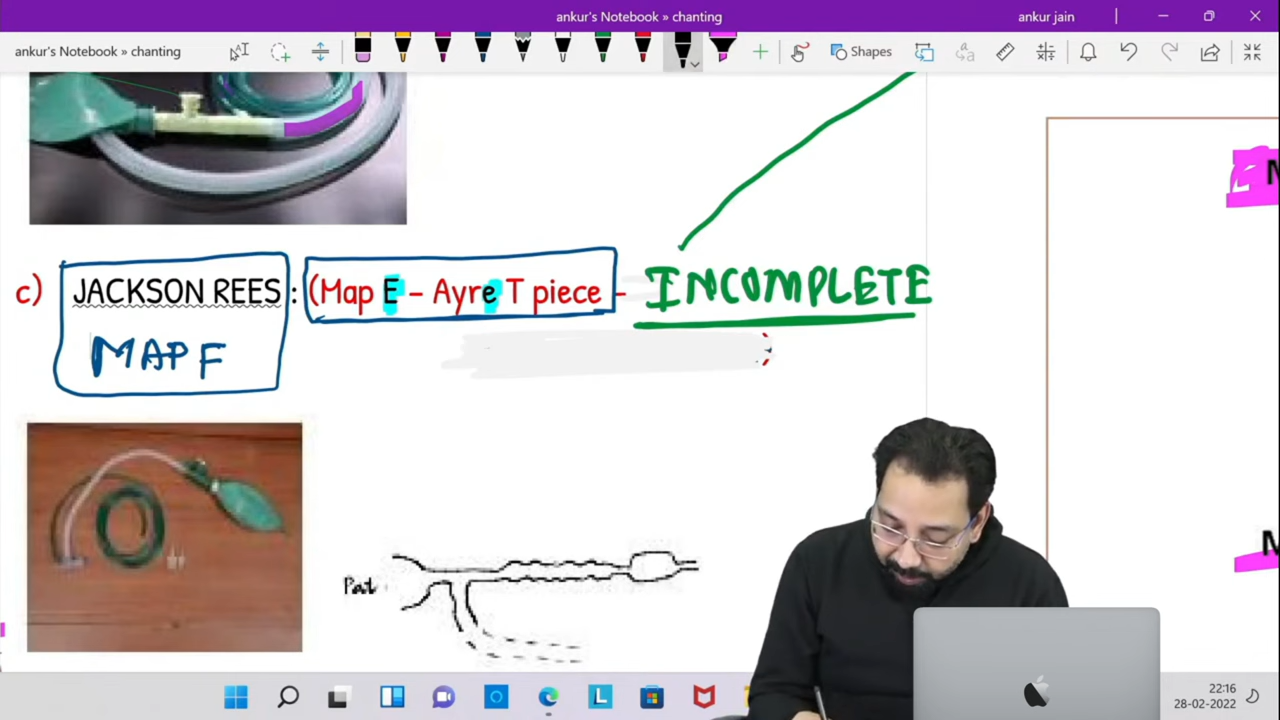 ankur's Notebook » chanting
ankur jain
ankur's Notebook » chanting
Shapes
c) JACKSON REES : (Map E – Ayre T piece – INCOMPLETE
MAP F
)
Pat
22:16
28-02-2022